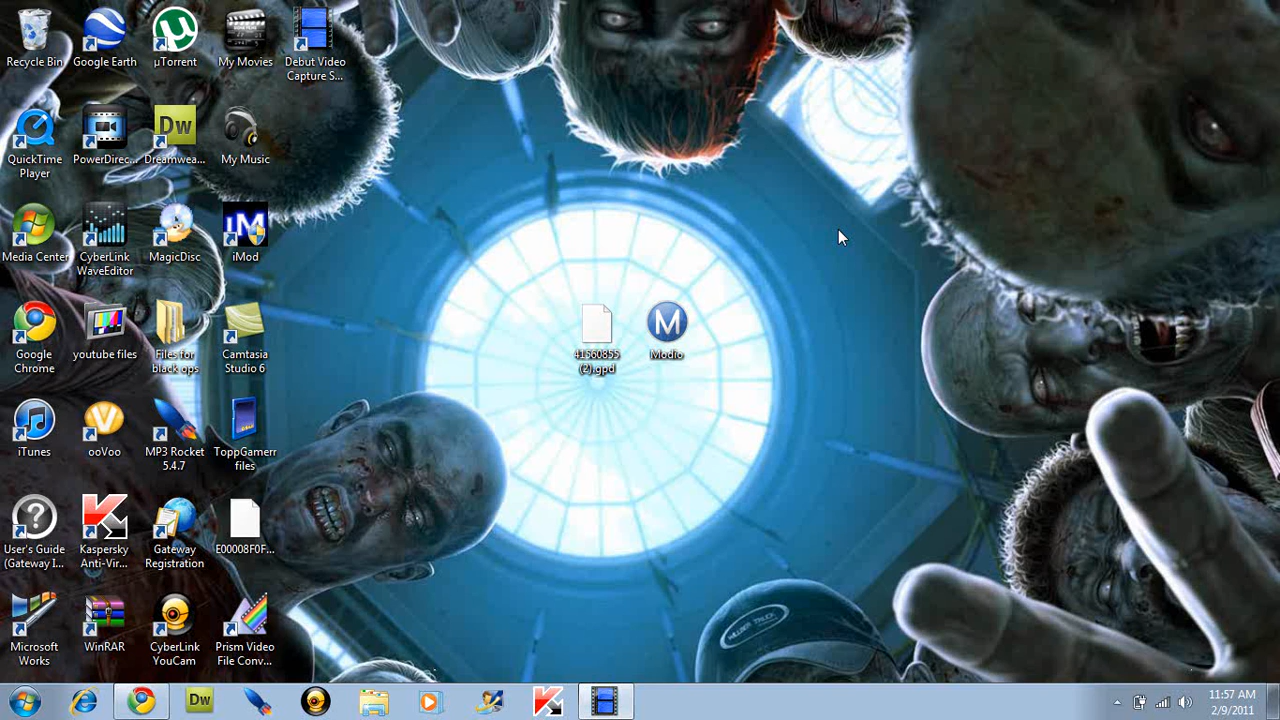 Recycle Bin
Google Earth
µTorrent
My Movies
Debut Video
Capture S...
QuickTime
Player
PowerDirec...
Dw
Dreamwea...
My Music
Media Center
CyberLink
WaveEditor
MagicDisc
iM
iMod
Google
Chrome
youtube files
Files for
black ops
Camtasia
Studio 6
41560855
(2).gpd
M
Modio
iTunes
ooVoo
MP3 Rocket
5.4.7
ToppGamerr
files
User's Guide
(Gateway I...
Kaspersky
Anti-Vir...
Gateway
Registration
E00008F0F...
Microsoft
Works
WinRAR
CyberLink
YouCam
Prism Video
File Conv...
Dw
11:57 AM
2/9/2011